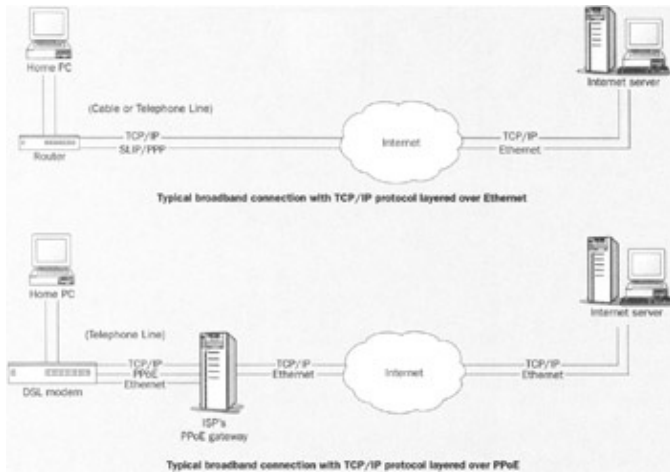 Home PC
Internet server
(Cable or Telephone Line)
TCP/IP
SLIP/PPP
Router
Internet
TCP/IP
Ethernet
Typical broadband connection with TCP/IP protocol layered over Ethernet
Home PC
Internet server
(Telephone Line)
TCP/IP
PPoE
Ethernet
DSL modem
ISP's
PPoE gateway
TCP/IP
Ethernet
Internet
TCP/IP
Ethernet
Typical broadband connection with TCP/IP protocol layered over PPoE